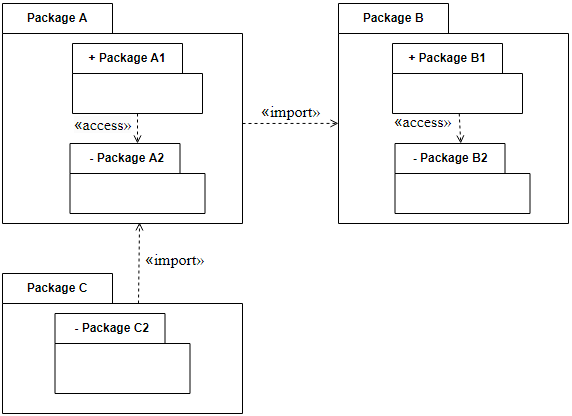 Package A
Package B
+ Package A1
+ Package B1
«import»
«access»
«access»
- Package A2
- Package B2
«import»
Package C
- Package C2